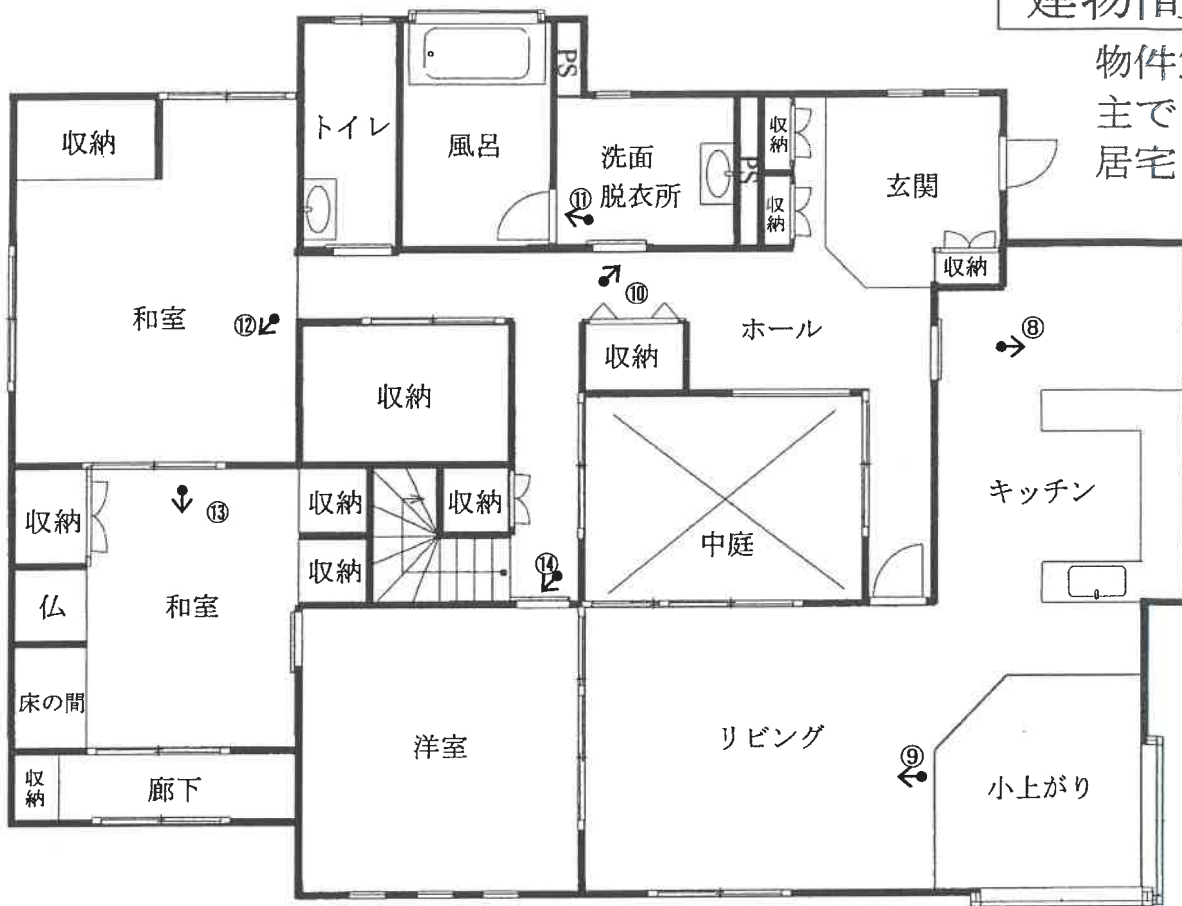 建物間
物件
主で
居宅
PS
トイレ
風呂
収納
洗面
脱衣所
PS
収納
収納
玄関
⑪
収納
和室
⑫
⑩
ホール
⑧
収納
収納
キッチン
収納
⑬
収納
収納
中庭
⑭
収納
仏
和室
床の間
洋室
リビング
⑨
小上がり
収納
廊下